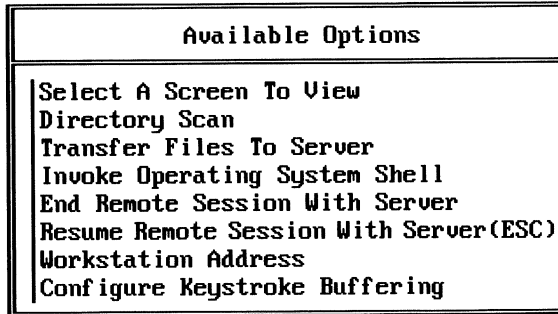 Available Options
Select A Screen To View
Directory Scan
Transfer Files To Server
Invoke Operating System Shell
End Remote Session With Server
Resume Remote Session With Server(ESC)
Workstation Address
Configure Keystroke Buffering